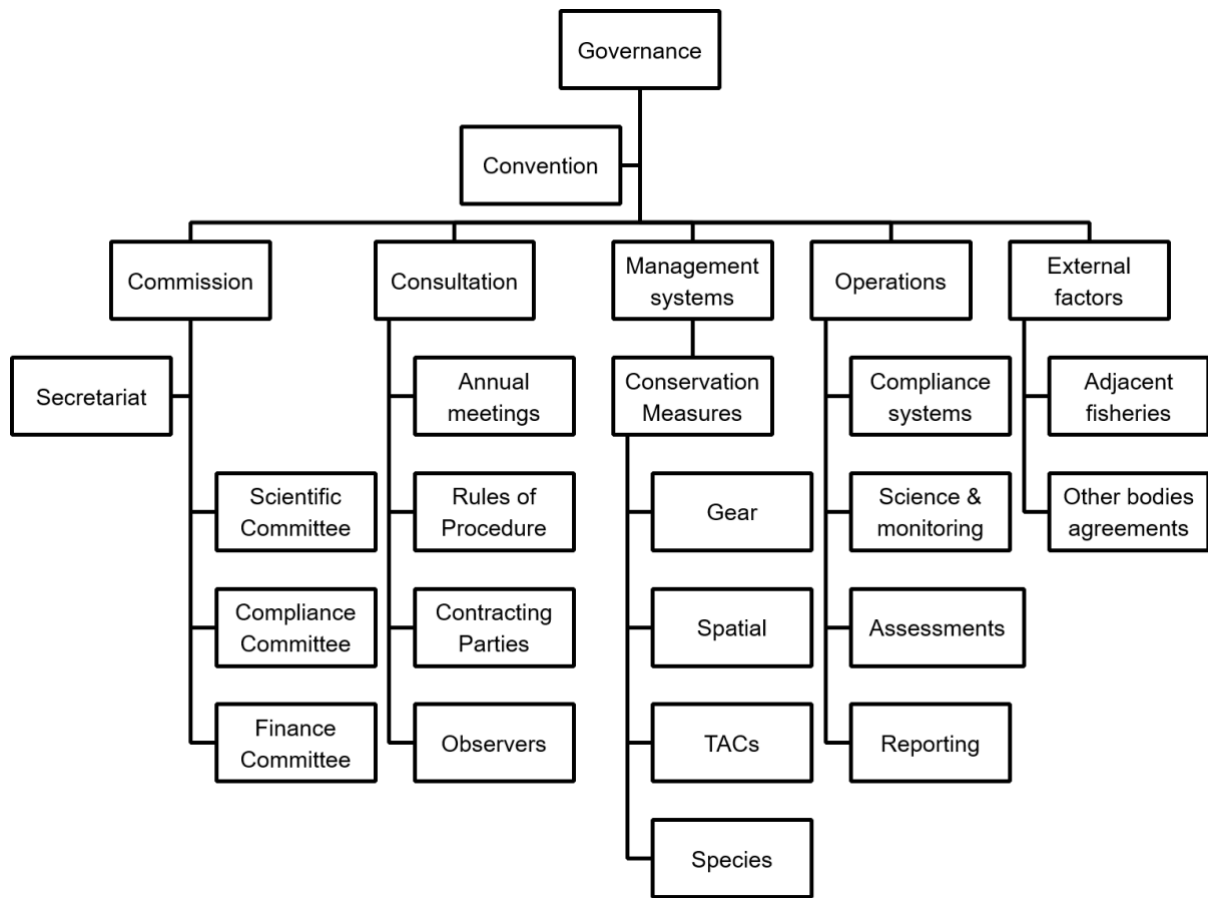 Governance
Convention
Commission
Consultation
Management
systems
Operations
External
factors
Secretariat
Annual
meetings
Conservation
Measures
Compliance
systems
Adjacent
fisheries
Scientific
Committee
Rules of
Procedure
Gear
Science &
monitoring
Other bodies
agreements
Compliance
Committee
Contracting
Parties
Spatial
Assessments
Finance
Committee
Observers
TACs
Reporting
Species